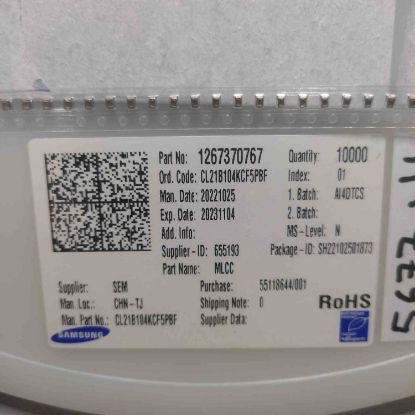 Part No: 1267370767 Quantity: 10000
Ord. Code: CL21B104KCF5PBF Index: 01
Man. Date: 20221025 1. Batch: AI4DTCS
Exp. Date: 20231104 2. Batch:
Add. Info: MS-Level: N
Supplier-ID: 655193 Package-ID: SH22102501873
Part Name: MLCC
Supplier: SEM Purchase: 55118644/001
Man. Loc.: CHN-TJ Shipping Note: 0
Man. Part No.: CL21B104KCF5PBF Supplier Data:
RoHS
SAMSUNG